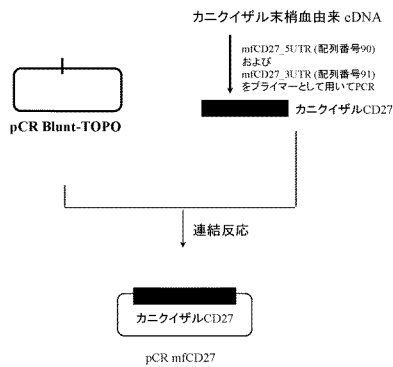 カニクイザル末梢血由来 cDNA
mfCD27_5UTR (配列番号90)
および
mfCD27_3UTR (配列番号91)
をプライマーとして用いてPCR
カニクイザルCD27
pCR Blunt-TOPO
連結反応
カニクイザルCD27
pCR mfCD27